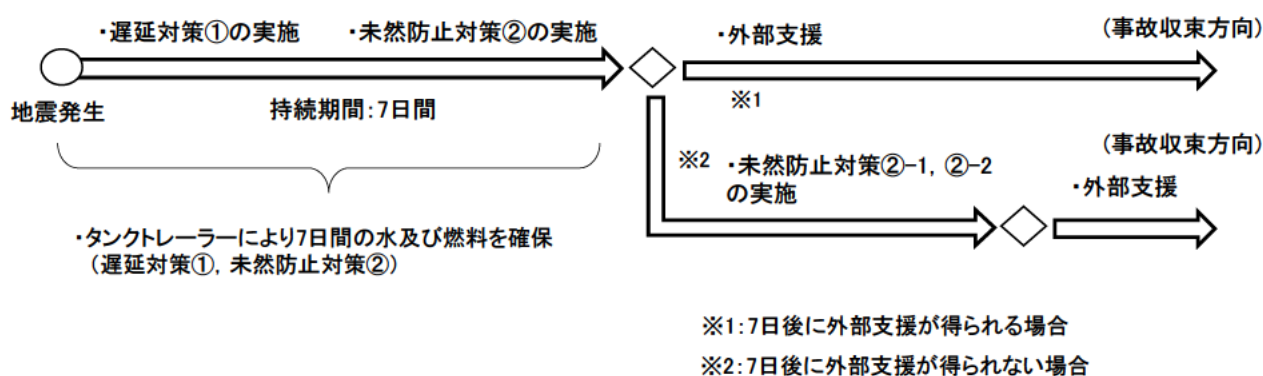 ・遅延対策①の実施
・未然防止対策②の実施
・外部支援
(事故収束方向)
地震発生
持続期間:7日間
※1
(事故収束方向)
※2
・未然防止対策②-1, ②-2
の実施
・外部支援
・タンクトレーラーにより7日間の水及び燃料を確保
(遅延対策①, 未然防止対策②)
※1:7日後に外部支援が得られる場合
※2:7日後に外部支援が得られない場合